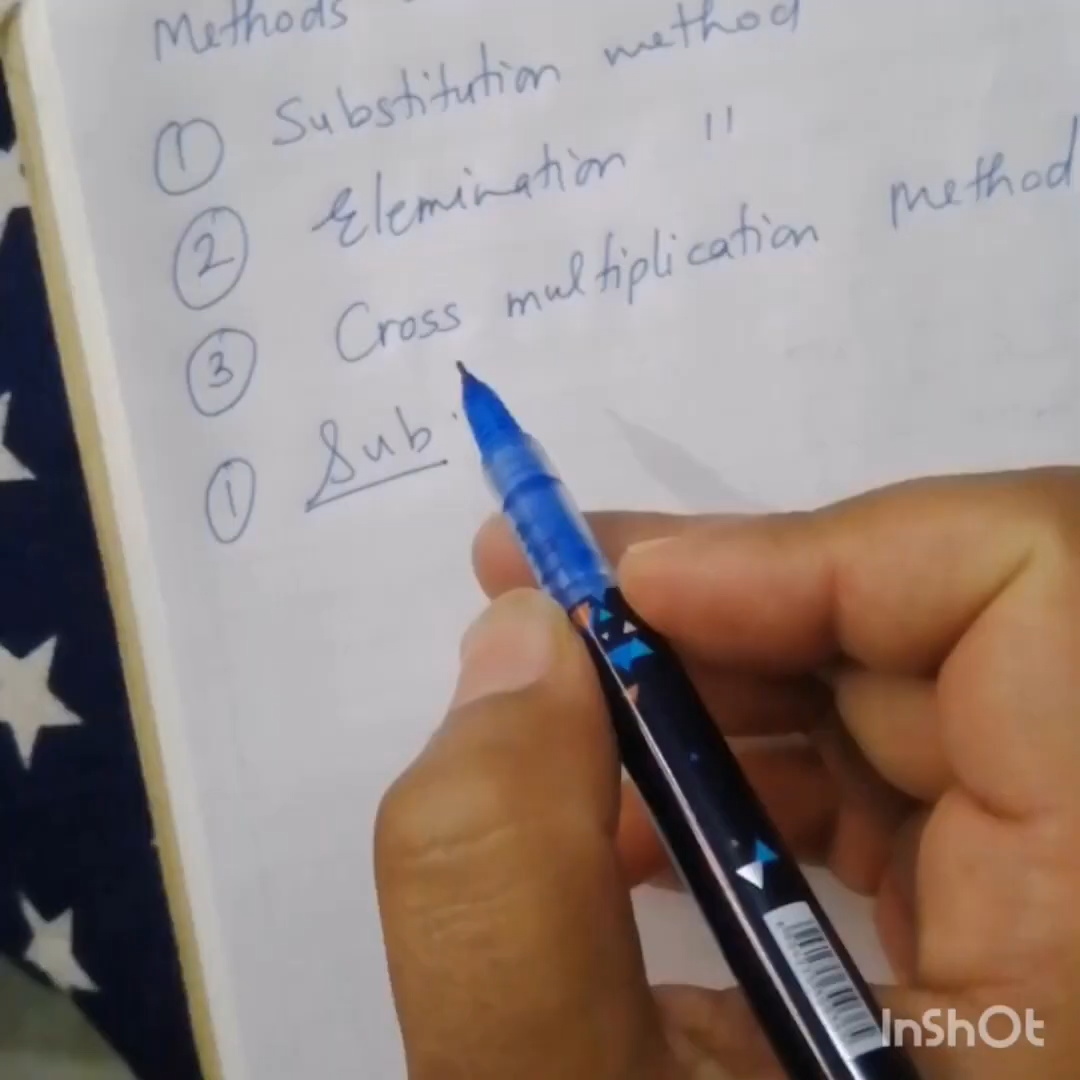 Methods
① Substitution method
② Elemination "
③ Cross multiplication method
① Sub.
InShOt